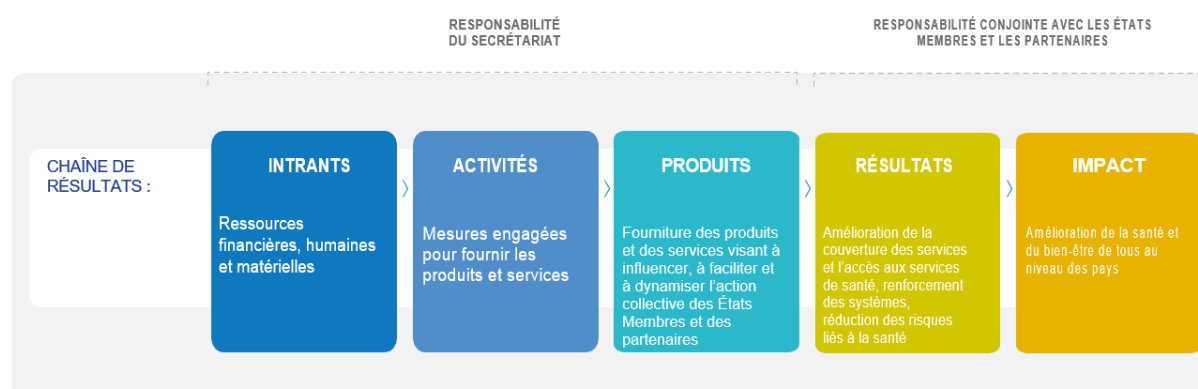 RESPONSABILITÉ
DU SECRÉTARIAT
RESPONSABILITÉ CONJOINTE AVEC LES ÉTATS
MEMBRES ET LES PARTENAIRES
CHAÎNE DE
RÉSULTATS :
INTRANTS
Ressources
financières, humaines
et matérielles
ACTIVITÉS
Mesures engagées
pour fournir les
produits et services
PRODUITS
Fourniture des produits
et des services visant à
influencer, à faciliter et
à dynamiser l’action
collective des États
Membres et des
partenaires
RÉSULTATS
Amélioration de la
couverture des services
et l’accès aux services
de santé, renforcement
des systèmes,
réduction des risques
liés à la santé
IMPACT
Amélioration de la santé et
du bien-être de tous au
niveau des pays